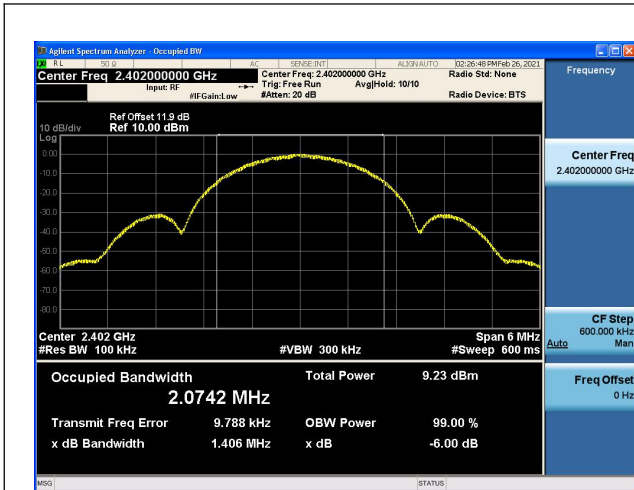 Agilent Spectrum Analyzer - Occupied BW
LXI RL 50 Ω AC SENSE:INT ALIGNAUTO 02:26:48 PM Feb 26, 2021
Center Freq 2.402000000 GHz Center Freq: 2.402000000 GHz Radio Std: None Frequency
Input: RF Trig: Free Run Avg|Hold: 10/10
#IFGain:Low #Atten: 20 dB Radio Device: BTS
Ref Offset 11.9 dB
10 dB/div Ref 10.00 dBm
Log
0.00
-10.0
-20.0
-30.0
-40.0
-50.0
-60.0
-70.0
-80.0
Center Freq
2.402000000 GHz
Center 2.402 GHz Span 6 MHz
#Res BW 100 kHz #VBW 300 kHz #Sweep 600 ms
CF Step
600.000 kHz
Auto Man
Occupied Bandwidth Total Power 9.23 dBm
2.0742 MHz
Transmit Freq Error 9.788 kHz OBW Power 99.00 %
x dB Bandwidth 1.406 MHz x dB -6.00 dB
Freq Offset
0 Hz
MSG STATUS